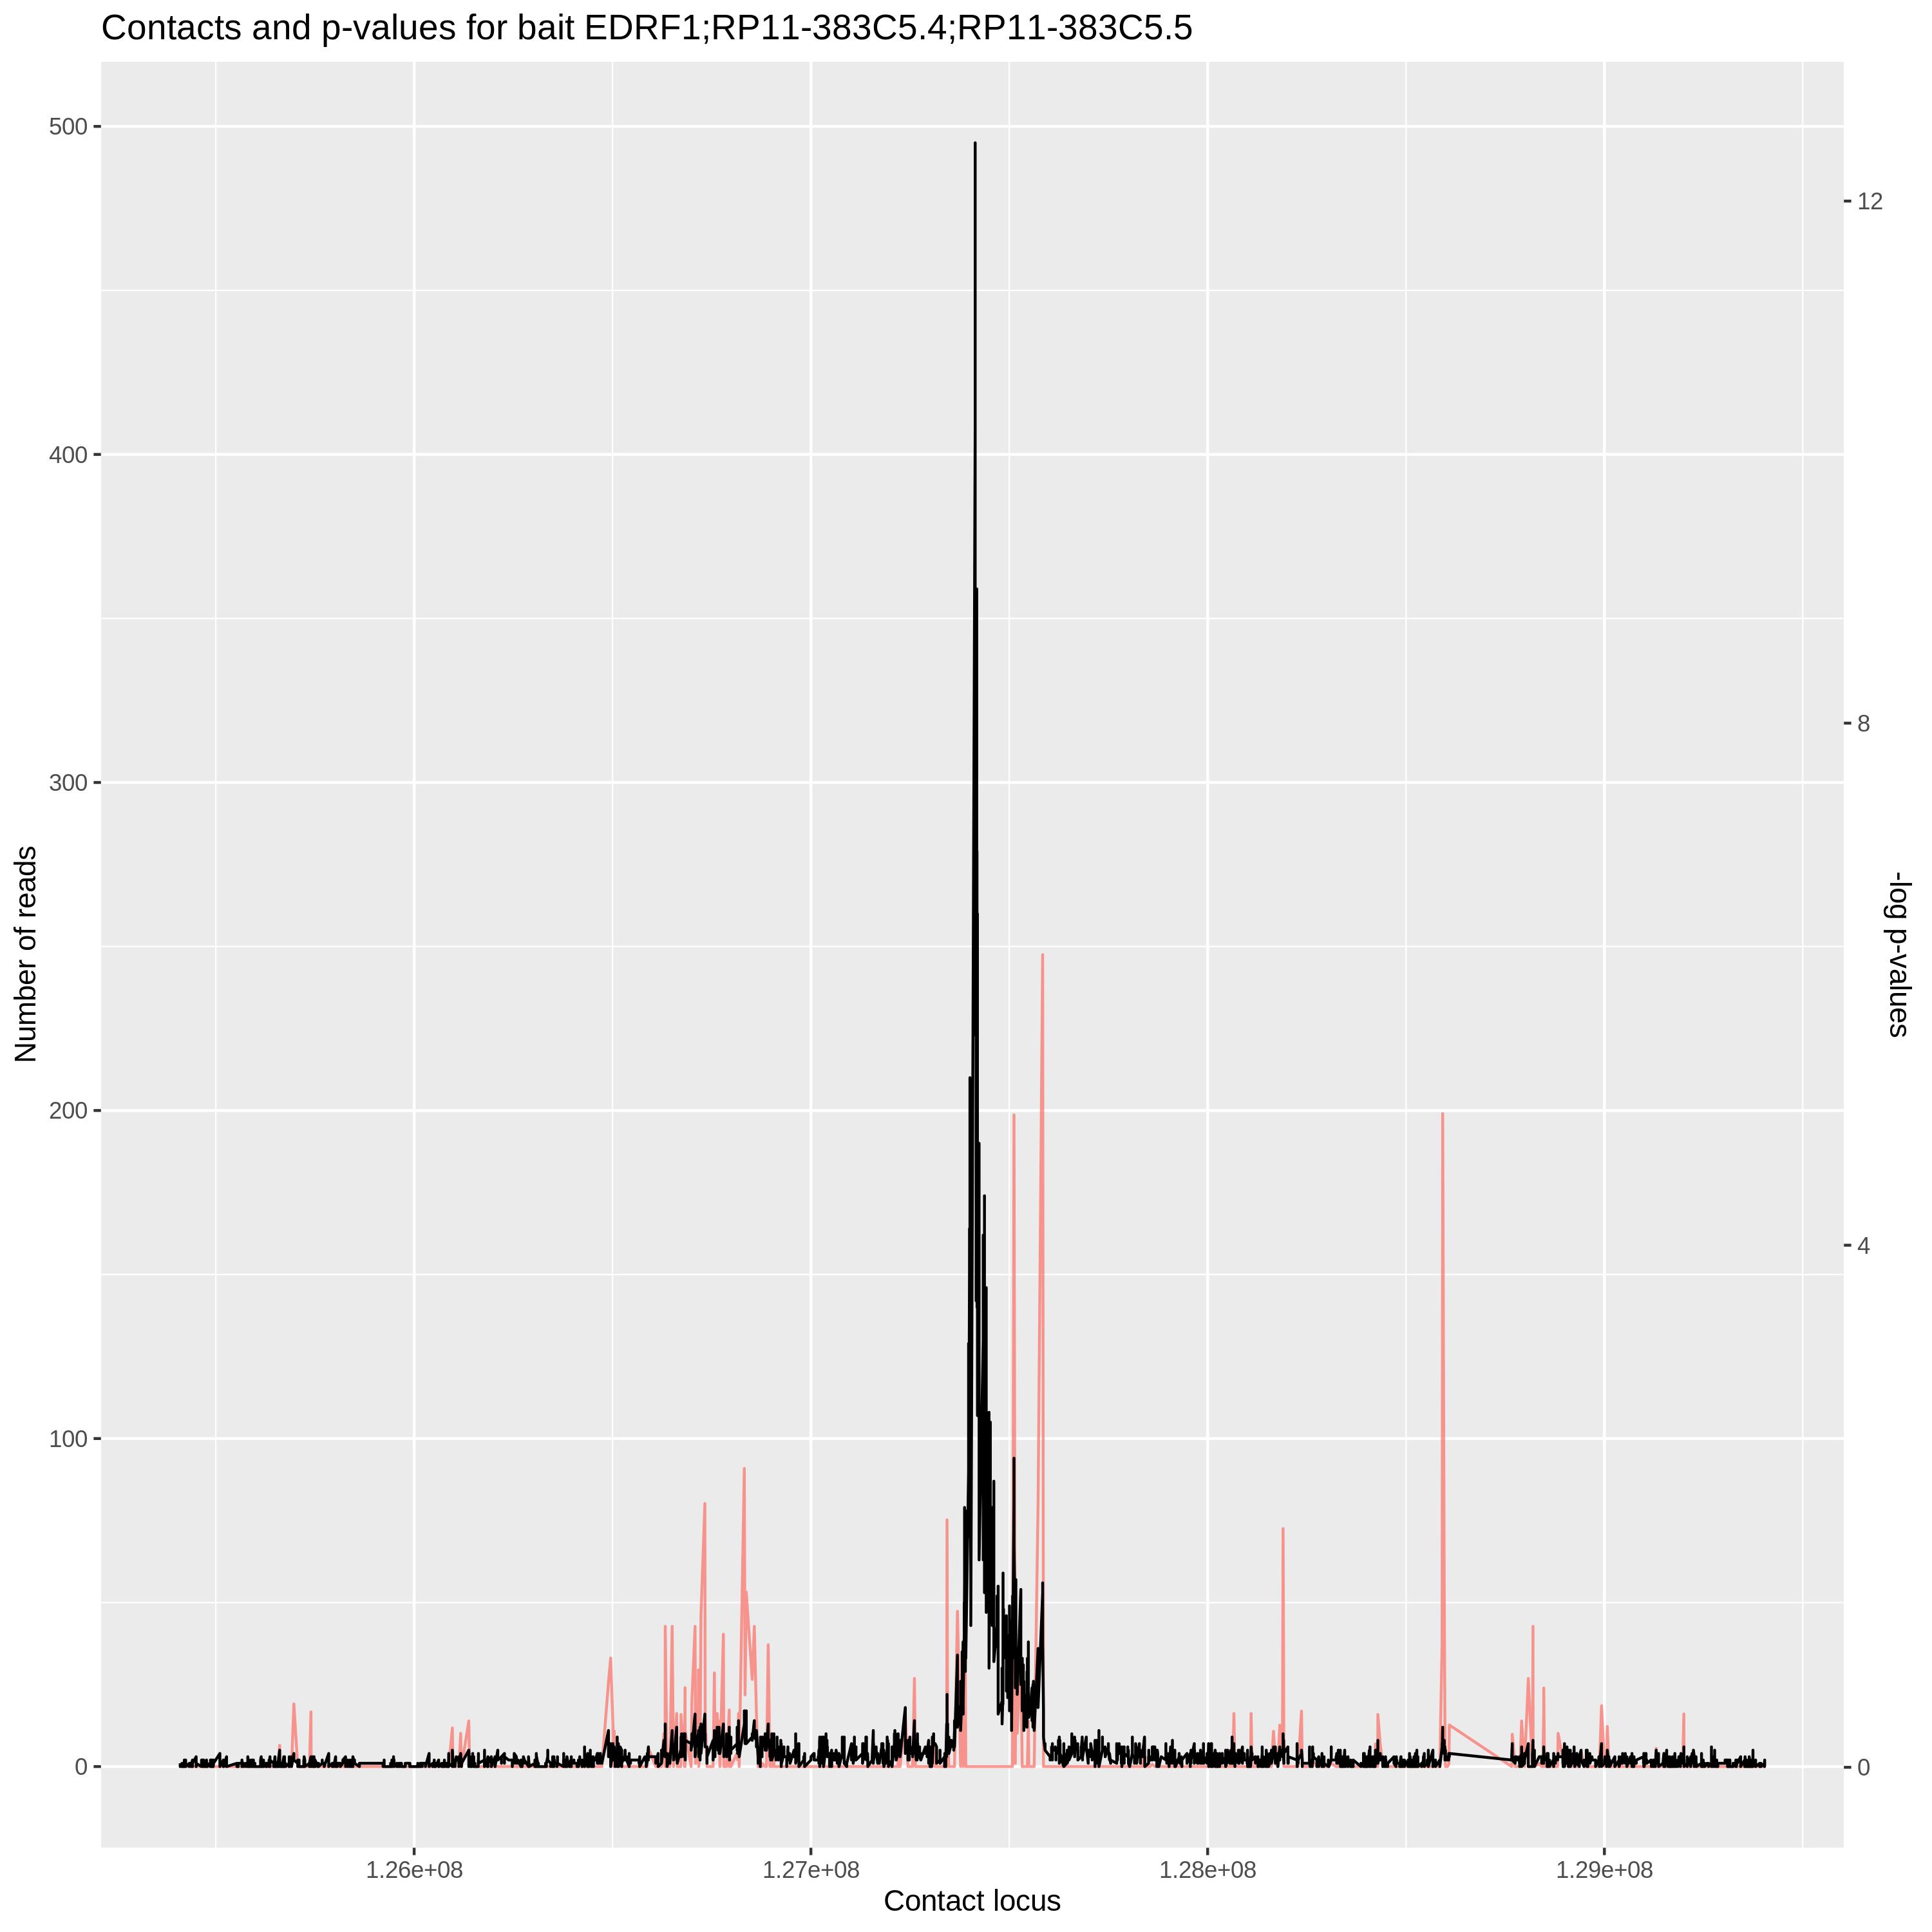 Contacts and p-values for bait EDRF1;RP11-383C5.4;RP11-383C5.5
500
400
300
200
100
0
Number of reads
12
8
4
0
-log p-values
1.26e+08
1.27e+08
1.28e+08
1.29e+08
Contact locus